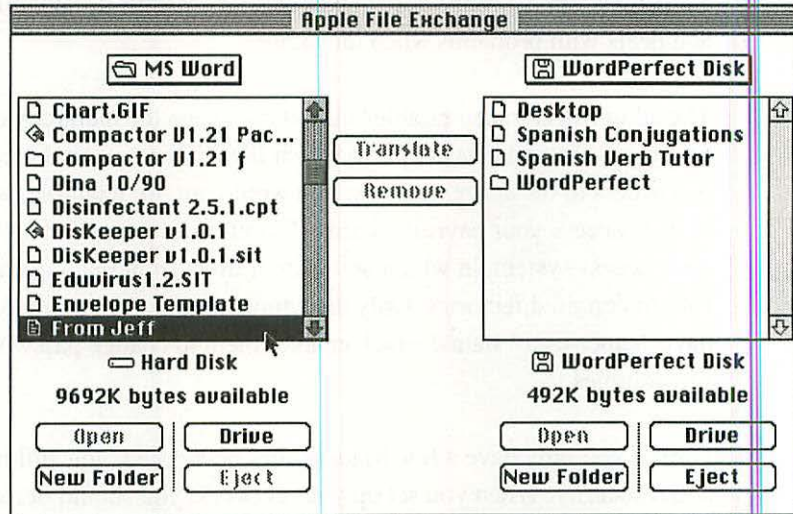 Apple File Exchange
MS Word
Chart.GIF
Compactor V1.21 Pac...
Compactor V1.21 ƒ
Dina 10/90
Disinfectant 2.5.1.cpt
DisKeeper v1.0.1
DisKeeper v1.0.1.sit
Eduvirus1.2.SIT
Envelope Template
From Jeff
Hard Disk
9692K bytes available
Open
Drive
New Folder
Eject
Translate
Remove
WordPerfect Disk
Desktop
Spanish Conjugations
Spanish Verb Tutor
WordPerfect
WordPerfect Disk
492K bytes available
Open
Drive
New Folder
Eject